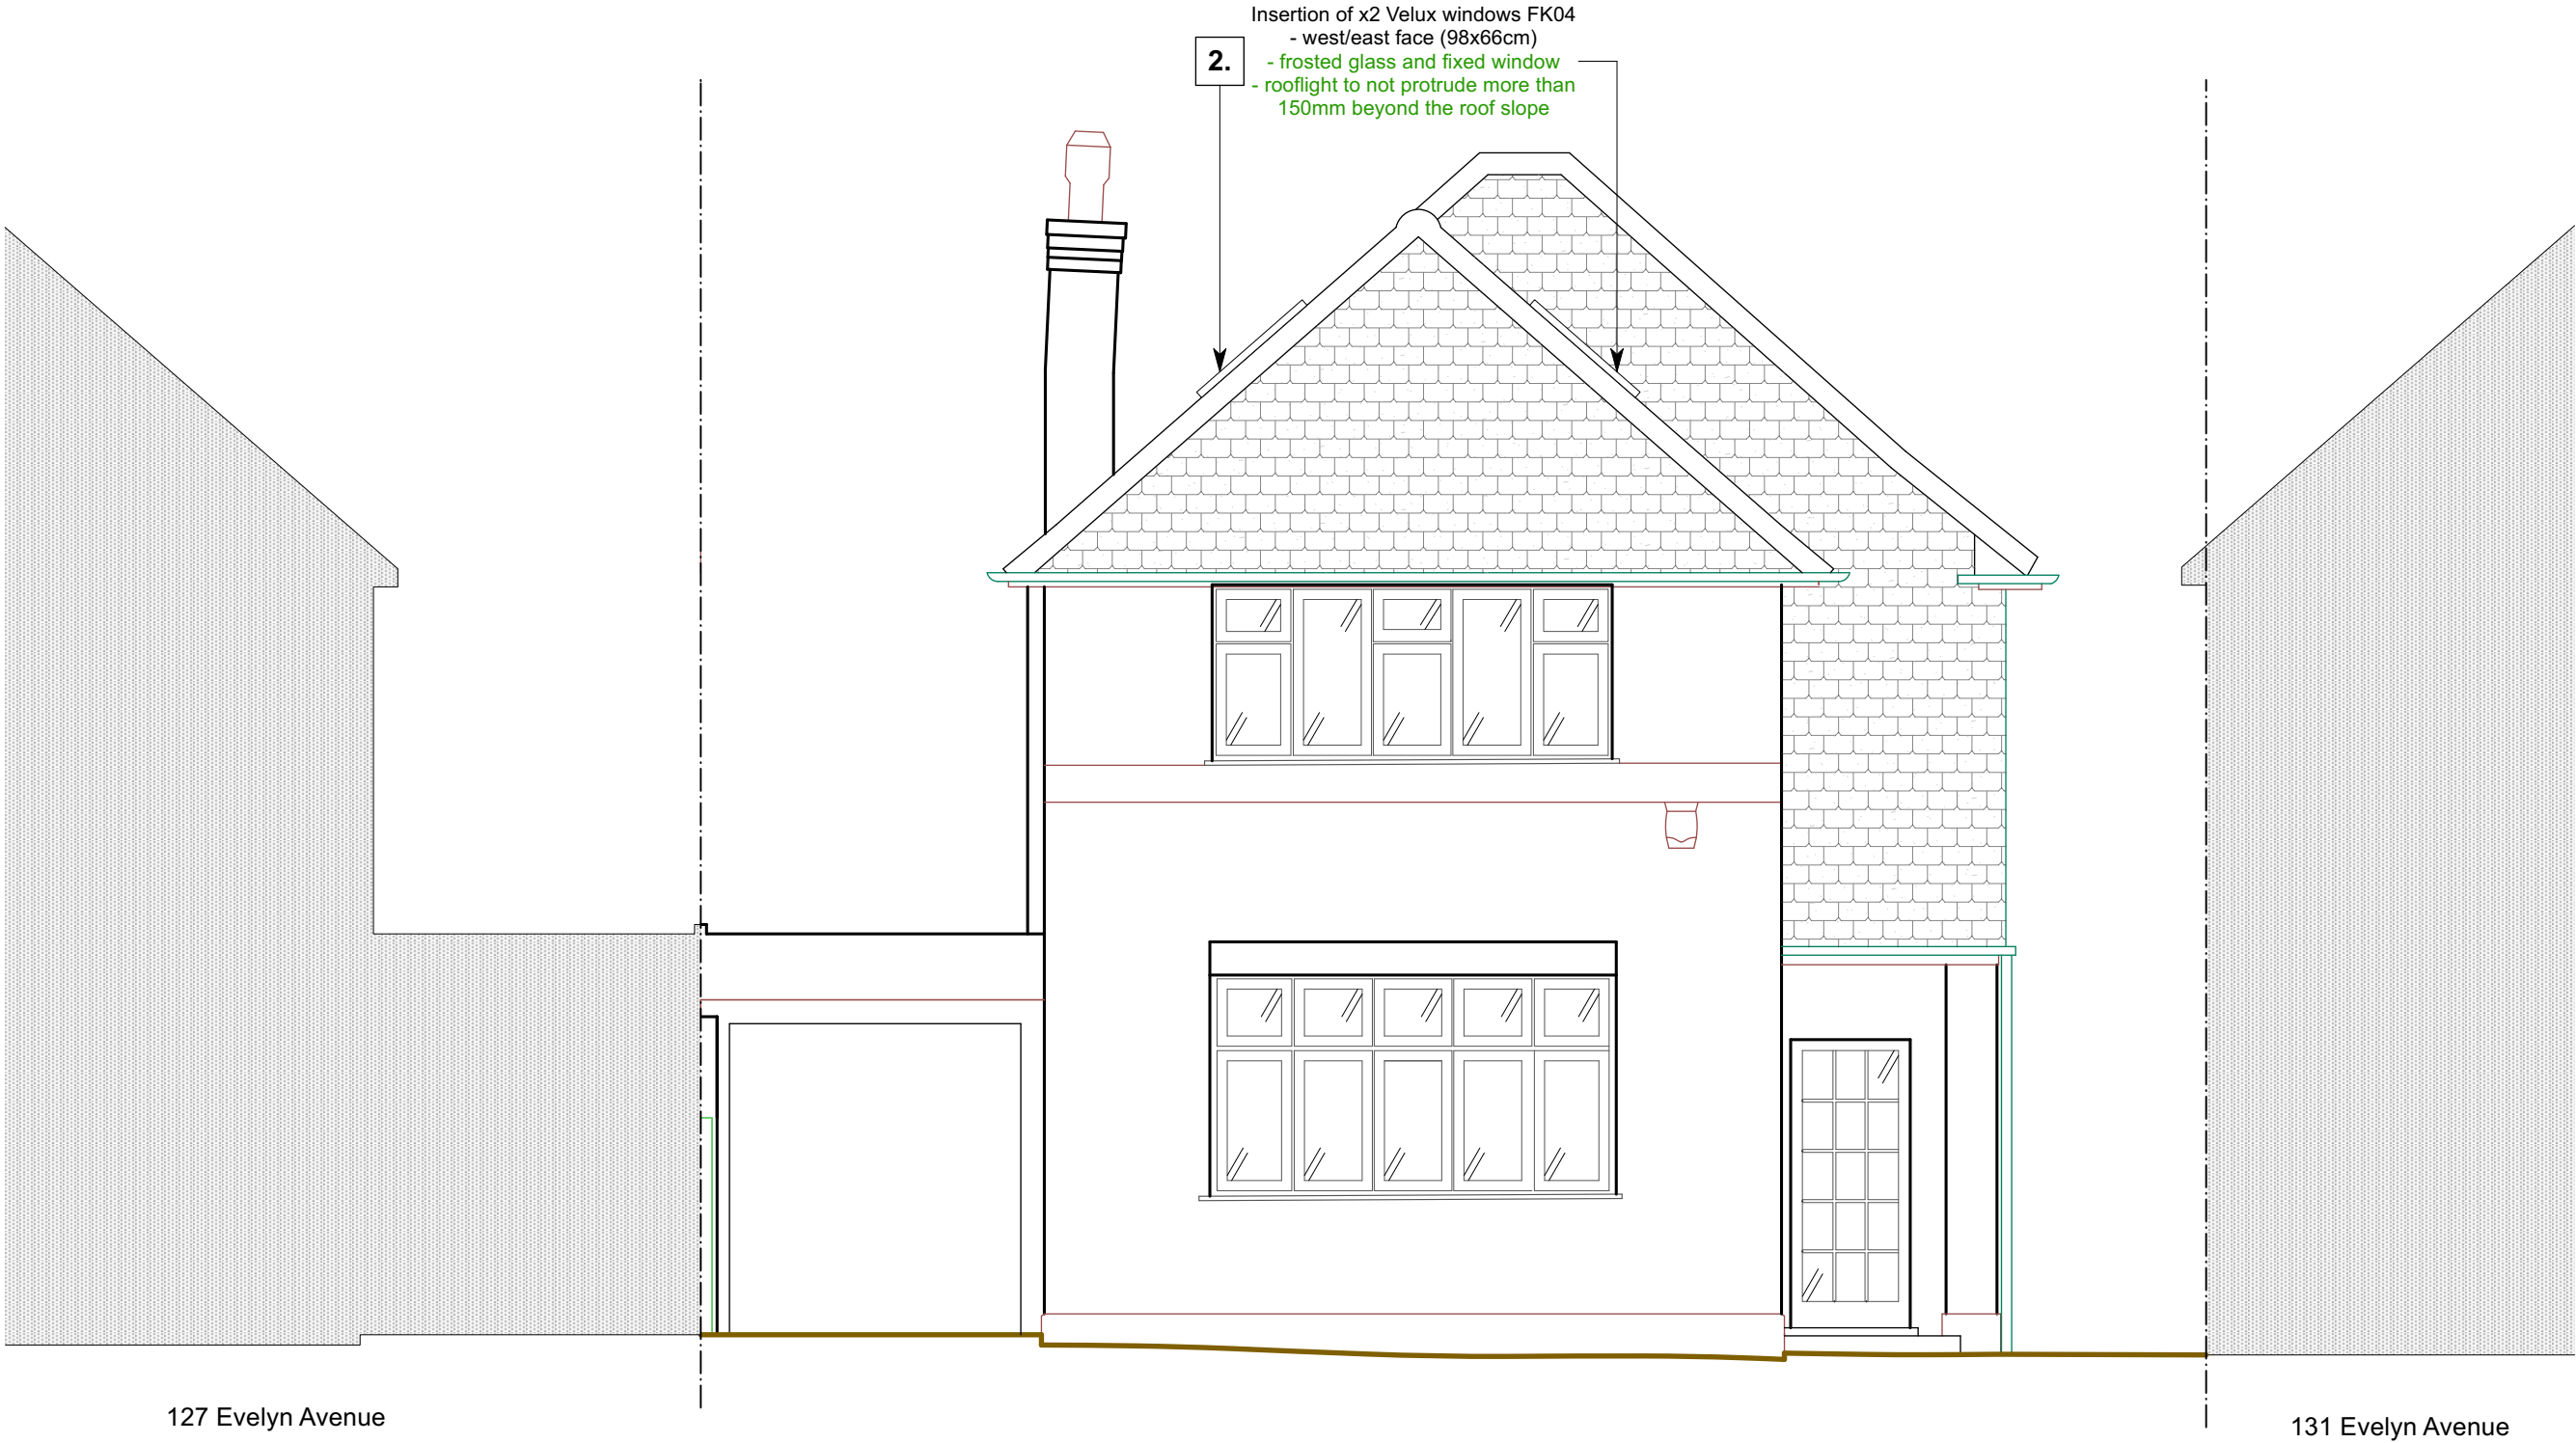 Insertion of x2 Velux windows FK04
- west/east face (98x66cm)
2.
- frosted glass and fixed window
- rooflight to not protrude more than
150mm beyond the roof slope
127 Evelyn Avenue
131 Evelyn Avenue